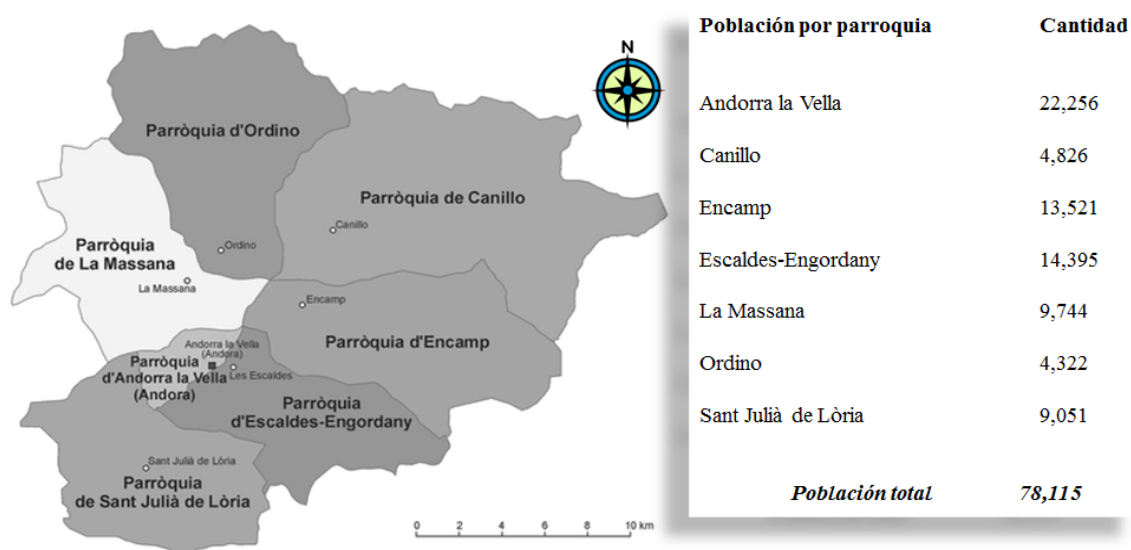 N
Parròquia d'Ordino
Parròquia de Canillo
Canillo
Ordino
Parròquia
de La Massana
La Massana
Encamp
Parròquia d'Encamp
Andorra la Vella
(Andora)
Parròquia
d'Andorra la Vella
(Andora)
Les Escaldes
Parròquia
d'Escaldes-Engordany
Sant Julià de Lòria
Parròquia
de Sant Julià de Lòria
0 2 4 6 8 10 km
Población por parroquia Cantidad
Andorra la Vella 22,256
Canillo 4,826
Encamp 13,521
Escaldes-Engordany 14,395
La Massana 9,744
Ordino 4,322
Sant Julià de Lòria 9,051
Población total 78,115